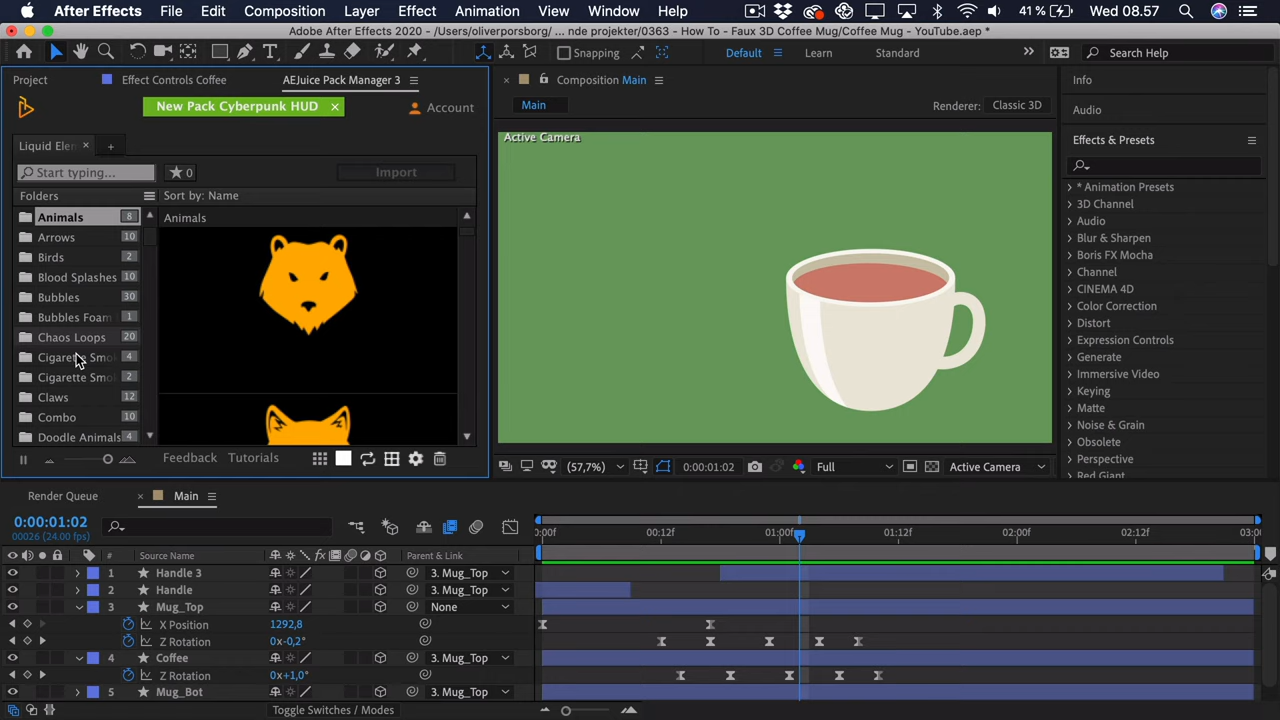 After Effects File Edit Composition Layer Effect Animation View Window Help 41 % Wed 08.57
Adobe After Effects 2020 - /Users/oliverporsborg/ ... nde projekter/0363 - How To - Faux 3D Coffee Mug/Coffee Mug - YouTube.aep *
Snapping Default Learn Standard Search Help
Project Effect Controls Coffee AEJuice Pack Manager 3 Composition Main Info
New Pack Cyberpunk HUD × Account Main Renderer: Classic 3D Audio
Active Camera Effects & Presets
Liquid Elen
Start typing... 0 Import
Folders Sort by: Name
Animals 8 Animals
Arrows 10
Birds 2
Blood Splashes 10
Bubbles 30
Bubbles Foam 1
Chaos Loops 20
Cigarette Smo 4
Cigarette Smo 2
Claws 12
Combo 10
Doodle Animals 4
Feedback Tutorials
* Animation Presets
3D Channel
Audio
Blur & Sharpen
Boris FX Mocha
Channel
CINEMA 4D
Color Correction
Distort
Expression Controls
Generate
Immersive Video
Keying
Matte
Noise & Grain
Obsolete
Perspective
Red Giant
(57,7%) 0:00:01:02 Full Active Camera
Render Queue Main
0:00:01:02
00026 (24.00 fps)
:00f 00:12f 01:00f 01:12f 02:00f 02:12f 03:0
# Source Name Parent & Link
1 Handle 3 3. Mug_Top
2 Handle 3. Mug_Top
3 Mug_Top None
X Position 1292,8
Z Rotation 0x-0,2°
4 Coffee 3. Mug_Top
Z Rotation 0x+1,0°
5 Mug_Bot 3. Mug_Top
Toggle Switches / Modes